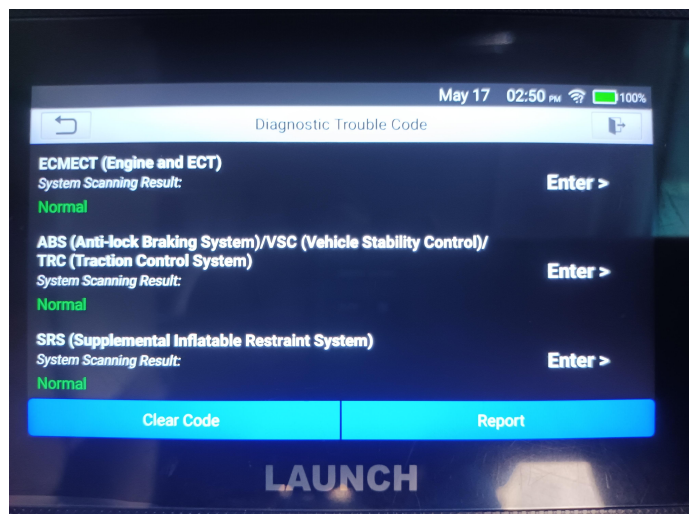 May 17 02:50 PM 100%
Diagnostic Trouble Code
ECMECT (Engine and ECT)
System Scanning Result:
Enter >
Normal
ABS (Anti-lock Braking System)/VSC (Vehicle Stability Control)/
TRC (Traction Control System)
Enter >
System Scanning Result:
Normal
SRS (Supplemental Inflatable Restraint System)
System Scanning Result:
Enter >
Normal
Clear Code
Report
LAUNCH